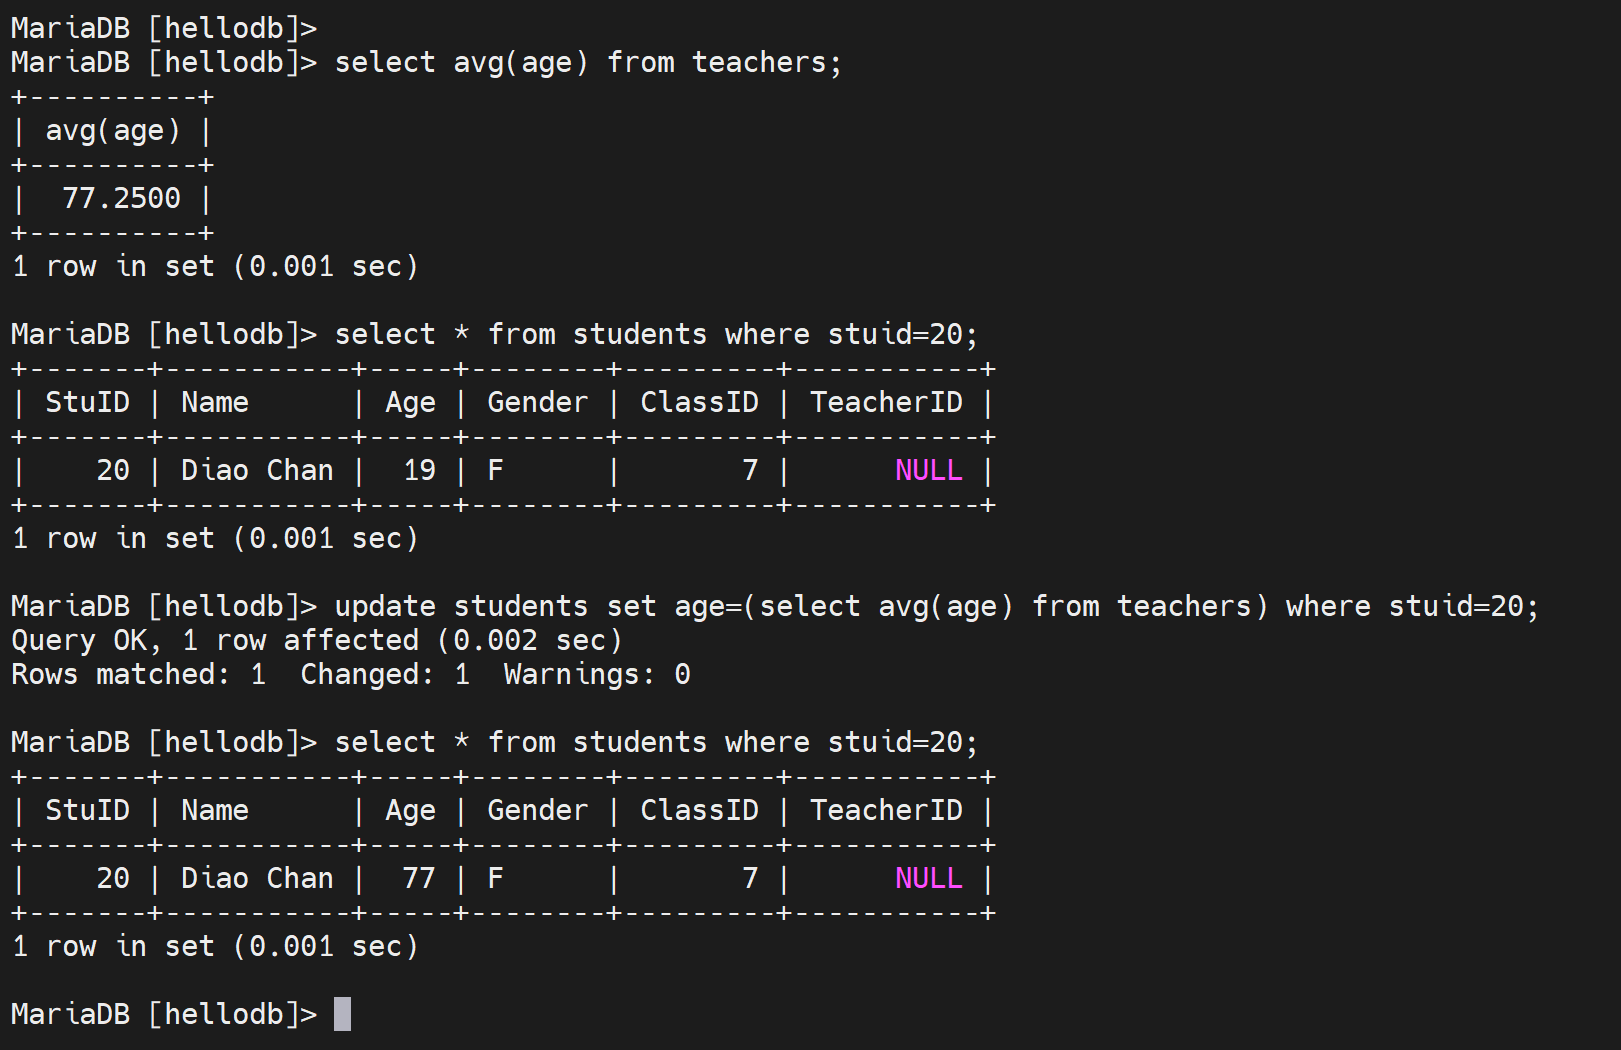 MariaDB [hellodb]>
MariaDB [hellodb]> select avg(age) from teachers;
+----------+
| avg(age) |
+----------+
|  77.2500 |
+----------+
1 row in set (0.001 sec)

MariaDB [hellodb]> select * from students where stuid=20;
+-------+-----------+-----+--------+---------+-----------+
| StuID | Name      | Age | Gender | ClassID | TeacherID |
+-------+-----------+-----+--------+---------+-----------+
|    20 | Diao Chan |  19 | F      |       7 |      NULL |
+-------+-----------+-----+--------+---------+-----------+
1 row in set (0.001 sec)

MariaDB [hellodb]> update students set age=(select avg(age) from teachers) where stuid=20;
Query OK, 1 row affected (0.002 sec)
Rows matched: 1  Changed: 1  Warnings: 0

MariaDB [hellodb]> select * from students where stuid=20;
+-------+-----------+-----+--------+---------+-----------+
| StuID | Name      | Age | Gender | ClassID | TeacherID |
+-------+-----------+-----+--------+---------+-----------+
|    20 | Diao Chan |  77 | F      |       7 |      NULL |
+-------+-----------+-----+--------+---------+-----------+
1 row in set (0.001 sec)

MariaDB [hellodb]>